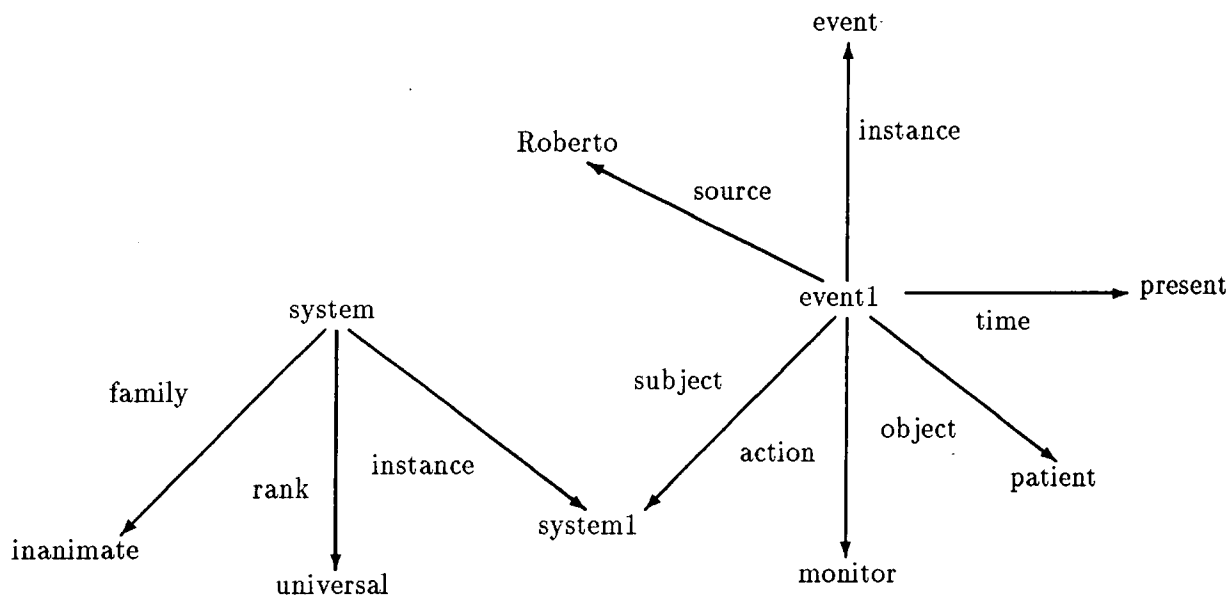 event
instance
Roberto
source
event1
present
time
system
family
subject
object
action
instance
rank
patient
system1
inanimate
monitor
universal